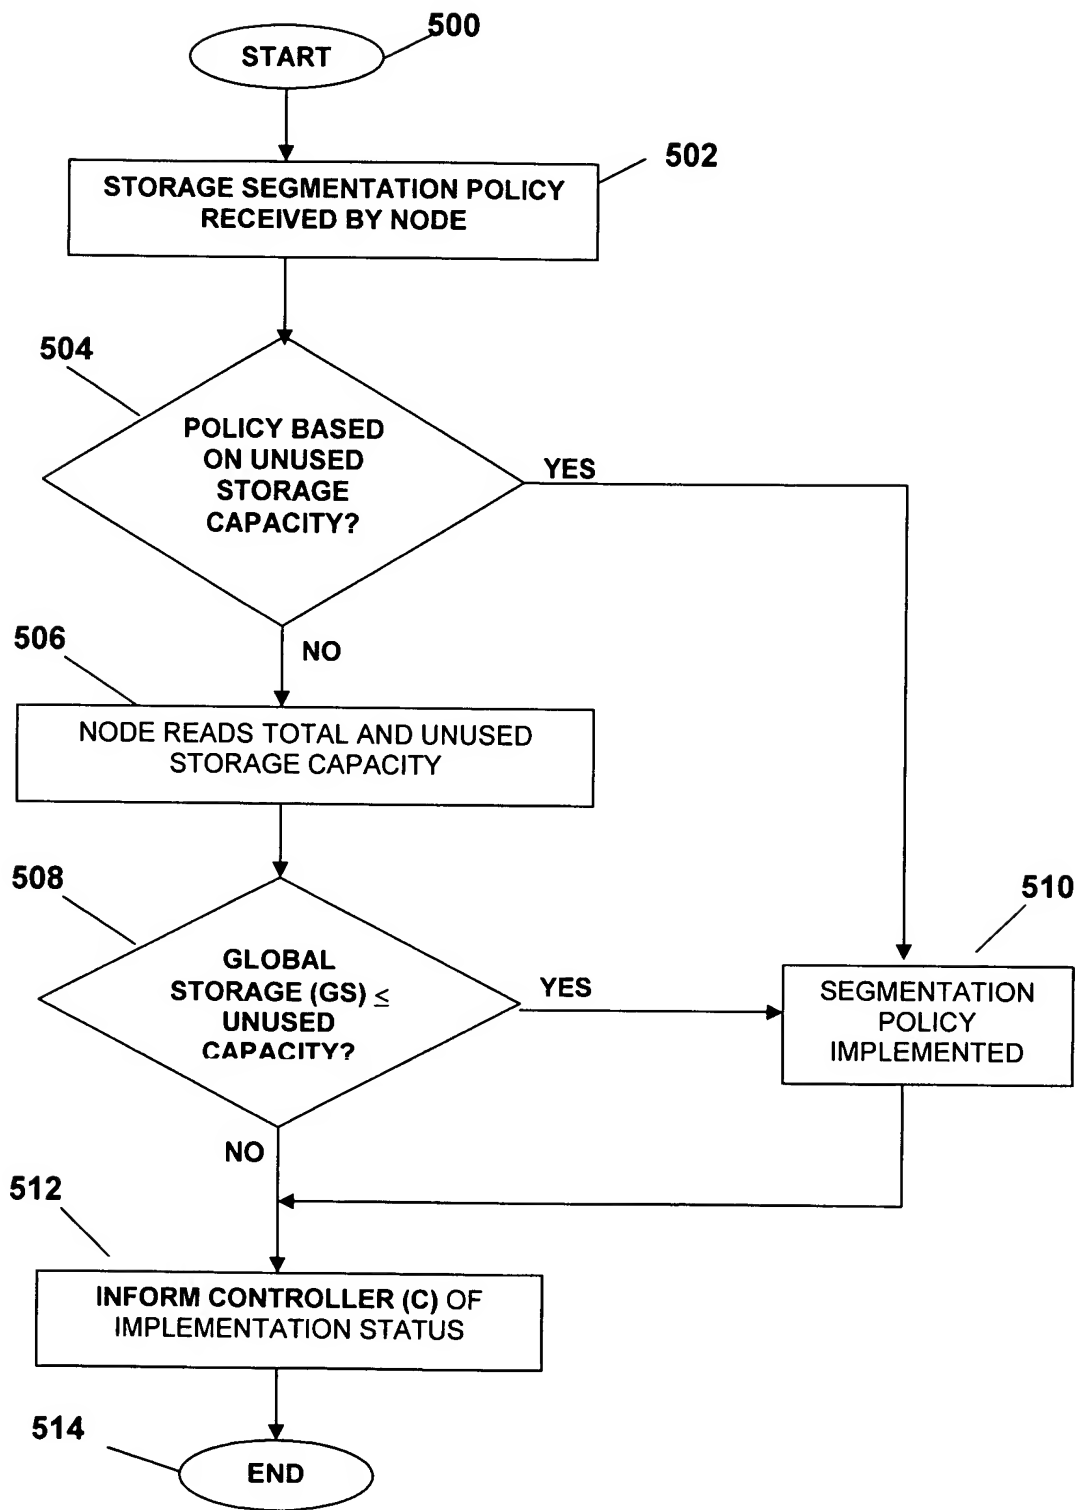 500
START
502
STORAGE SEGMENTATION POLICY
RECEIVED BY NODE
504
POLICY BASED
ON UNUSED
STORAGE
CAPACITY?
YES
506
NO
NODE READS TOTAL AND UNUSED
STORAGE CAPACITY
508
GLOBAL
STORAGE (GS) ≤
UNUSED
CAPACITY?
YES
510
SEGMENTATION
POLICY
IMPLEMENTED
NO
512
INFORM CONTROLLER (C) OF
IMPLEMENTATION STATUS
514
END